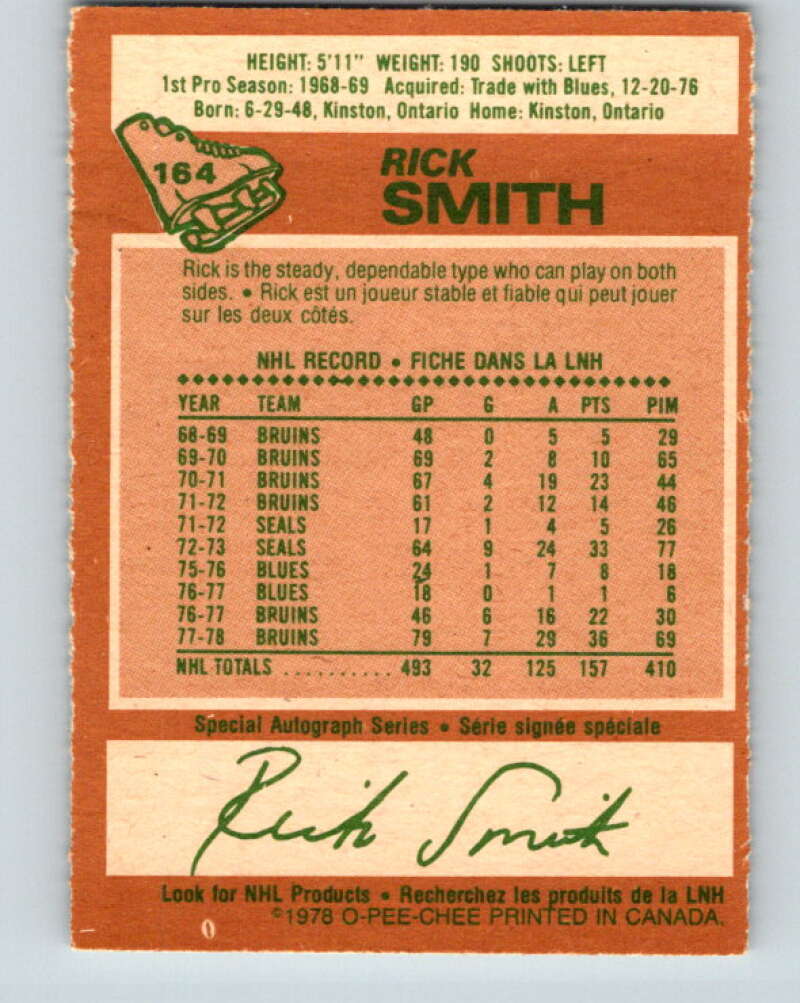 HEIGHT: 5'11" WEIGHT: 190 SHOOTS: LEFT
1st Pro Season: 1968-69 Acquired: Trade with Blues, 12-20-76
Born: 6-29-48, Kinston, Ontario Home: Kinston, Ontario
164
RICK
SMITH
Rick is the steady, dependable type who can play on both
sides. • Rick est un joueur stable et fiable qui peut jouer
sur les deux côtés.
NHL RECORD • FICHE DANS LA LNH
YEAR TEAM GP G A PTS PIM
68-69 BRUINS 48 0 5 5 29
69-70 BRUINS 69 2 8 10 65
70-71 BRUINS 67 4 19 23 44
71-72 BRUINS 61 2 12 14 46
71-72 SEALS 17 1 4 5 26
72-73 SEALS 64 9 24 33 77
75-76 BLUES 24 1 7 8 18
76-77 BLUES 18 0 1 1 6
76-77 BRUINS 46 6 16 22 30
77-78 BRUINS 79 7 29 36 69
NHL TOTALS .......... 493 32 125 157 410
Special Autograph Series • Série signée spéciale
Rick Smith
Look for NHL Products • Recherchez les produits de la LNH
©1978 O-PEE-CHEE PRINTED IN CANADA.